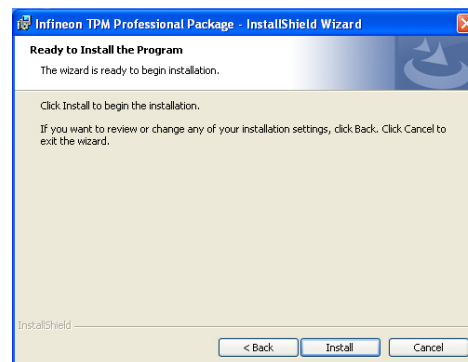 Infineon TPM Professional Package - InstallShield Wizard
Ready to Install the Program
The wizard is ready to begin installation.
Click Install to begin the installation.
If you want to review or change any of your installation settings, click Back. Click Cancel to
exit the wizard.
InstallShield
< Back Install Cancel